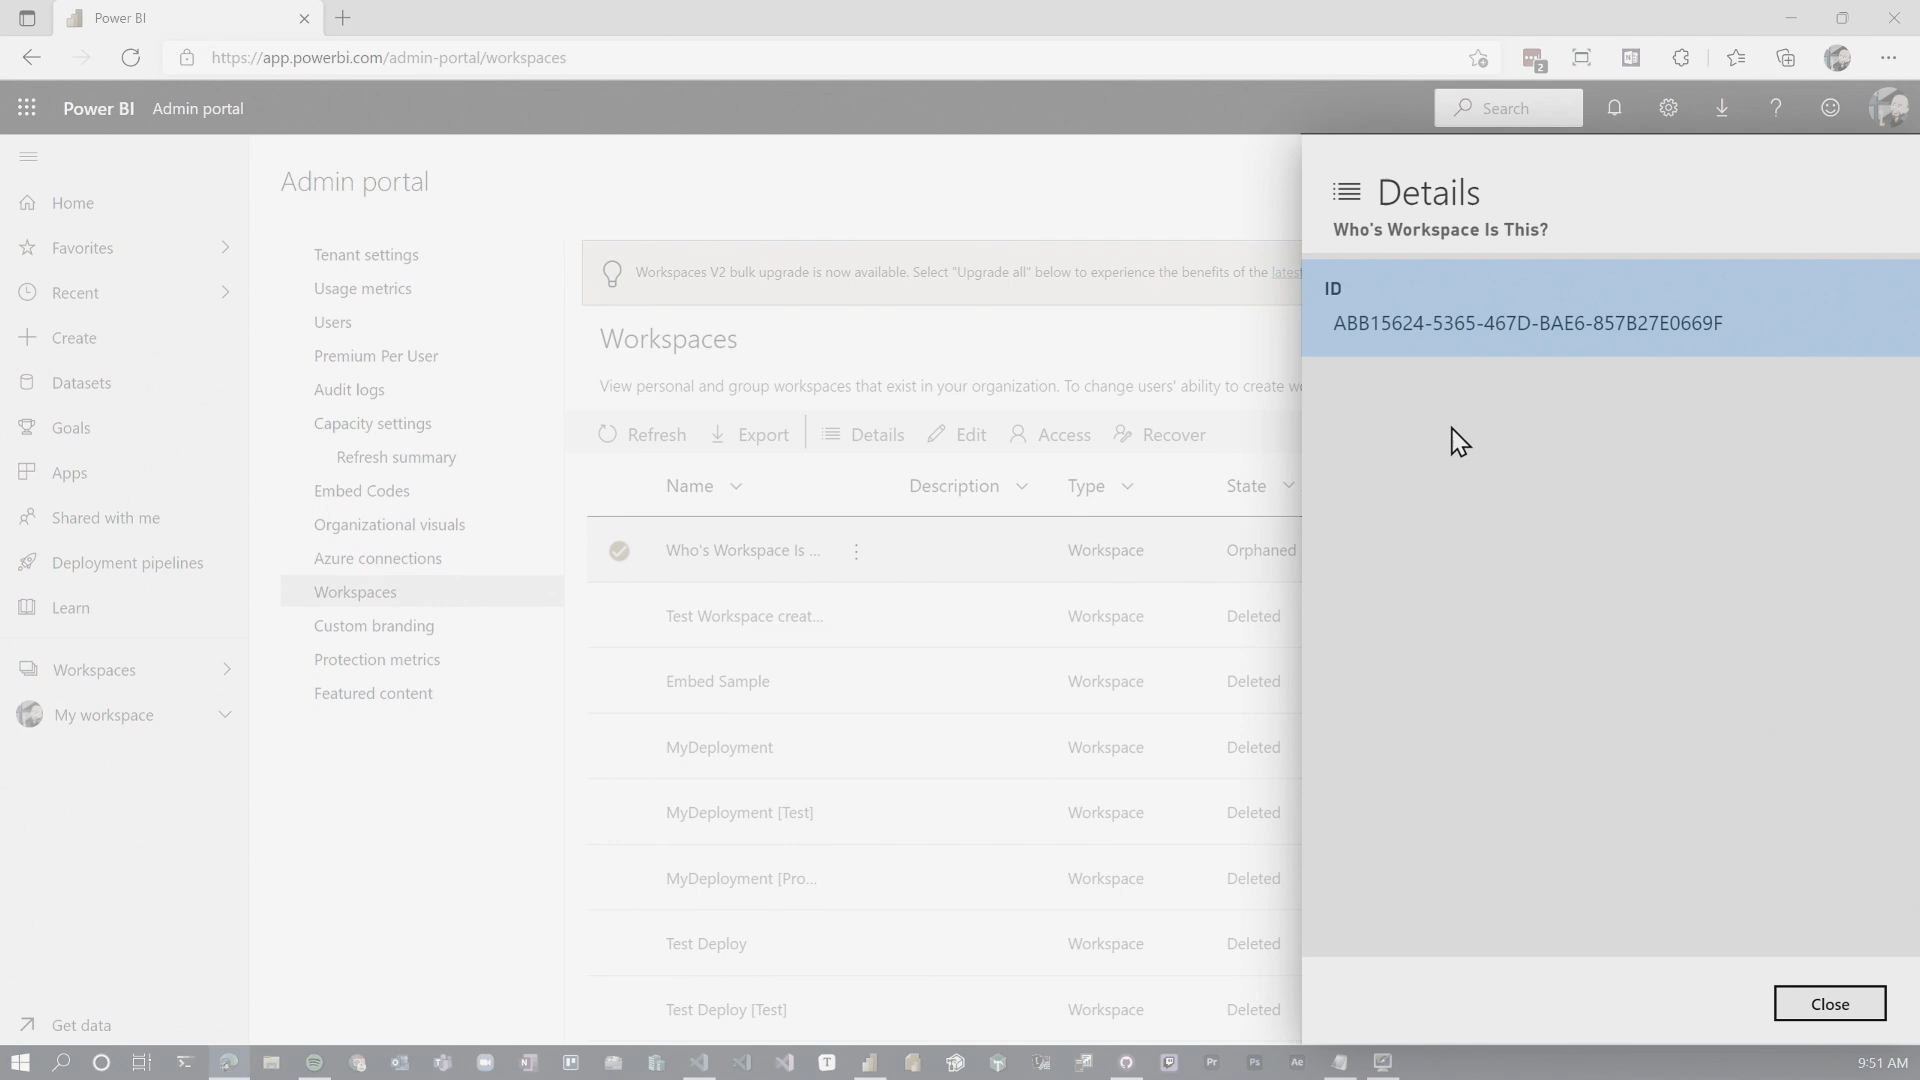 Power BI
https://app.powerbi.com/admin-portal/workspaces
2
Power BI Admin portal
Search
Home
Favorites
Recent
Create
Datasets
Goals
Apps
Shared with me
Deployment pipelines
Learn
Workspaces
My workspace
Get data
Admin portal
Tenant settings
Usage metrics
Users
Premium Per User
Audit logs
Capacity settings
Refresh summary
Embed Codes
Organizational visuals
Azure connections
Workspaces
Custom branding
Protection metrics
Featured content
Workspaces V2 bulk upgrade is now available. Select "Upgrade all" below to experience the benefits of the latest
Workspaces
View personal and group workspaces that exist in your organization. To change users' ability to create wo
Refresh Export Details Edit Access Recover
Name Description Type State
Who's Workspace Is ... Workspace Orphaned
Test Workspace creat... Workspace Deleted
Embed Sample Workspace Deleted
MyDeployment Workspace Deleted
MyDeployment [Test] Workspace Deleted
MyDeployment [Pro... Workspace Deleted
Test Deploy Workspace Deleted
Test Deploy [Test] Workspace Deleted
Details
Who's Workspace Is This?
ID
ABB15624-5365-467D-BAE6-857B27E0669F
Close
T
Pr
Ps
Ae
9:51 AM